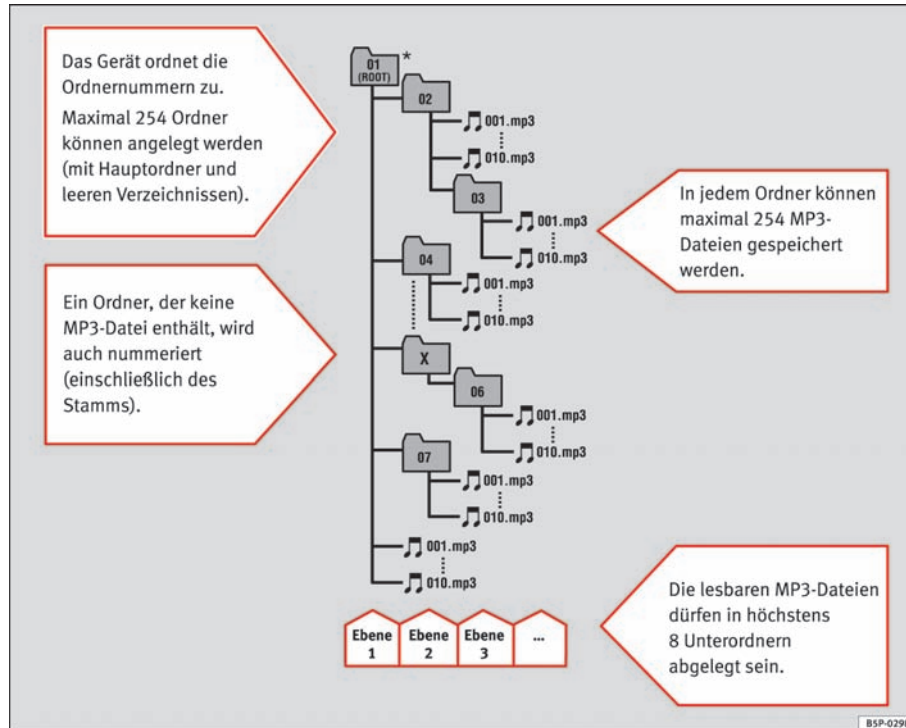 Das Gerät ordnet die
Ordnernummern zu.
Maximal 254 Ordner
können angelegt werden
(mit Hauptordner und
leeren Verzeichnissen).
Ein Ordner, der keine
MP3-Datei enthält, wird
auch nummeriert
(einschließlich des
Stamms).
01 *
(ROOT)
02
001.mp3
010.mp3
03
001.mp3
010.mp3
04
001.mp3
010.mp3
X
06
001.mp3
010.mp3
07
001.mp3
010.mp3
001.mp3
010.mp3
In jedem Ordner können
maximal 254 MP3-
Dateien gespeichert
werden.
Die lesbaren MP3-Dateien
dürfen in höchstens
8 Unterordnern
abgelegt sein.
Ebene
1
Ebene
2
Ebene
3
...